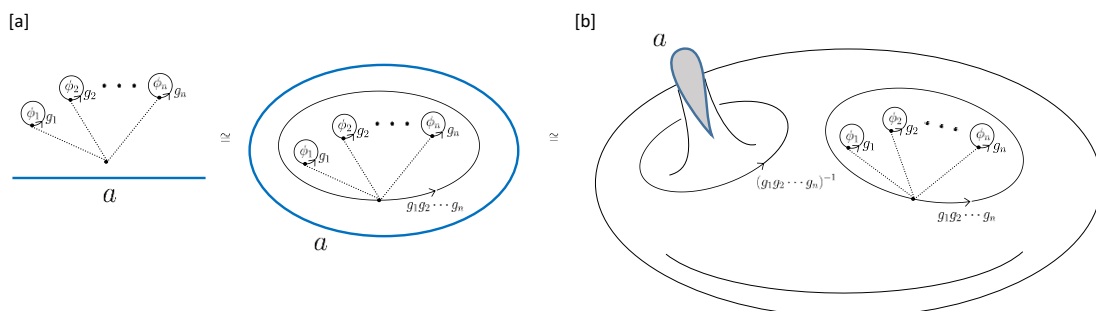 [a]
ϕ₁ g₁ ϕ₂ g₂ • • • ϕₙ gₙ
a
≅
ϕ₁ g₁ ϕ₂ g₂ • • • ϕₙ gₙ
g₁g₂ ⋯ gₙ
a
≅
[b]
a
(g₁g₂ ⋯ gₙ)⁻¹
ϕ₁ g₁ ϕ₂ g₂ • • • ϕₙ gₙ
g₁g₂ ⋯ gₙ